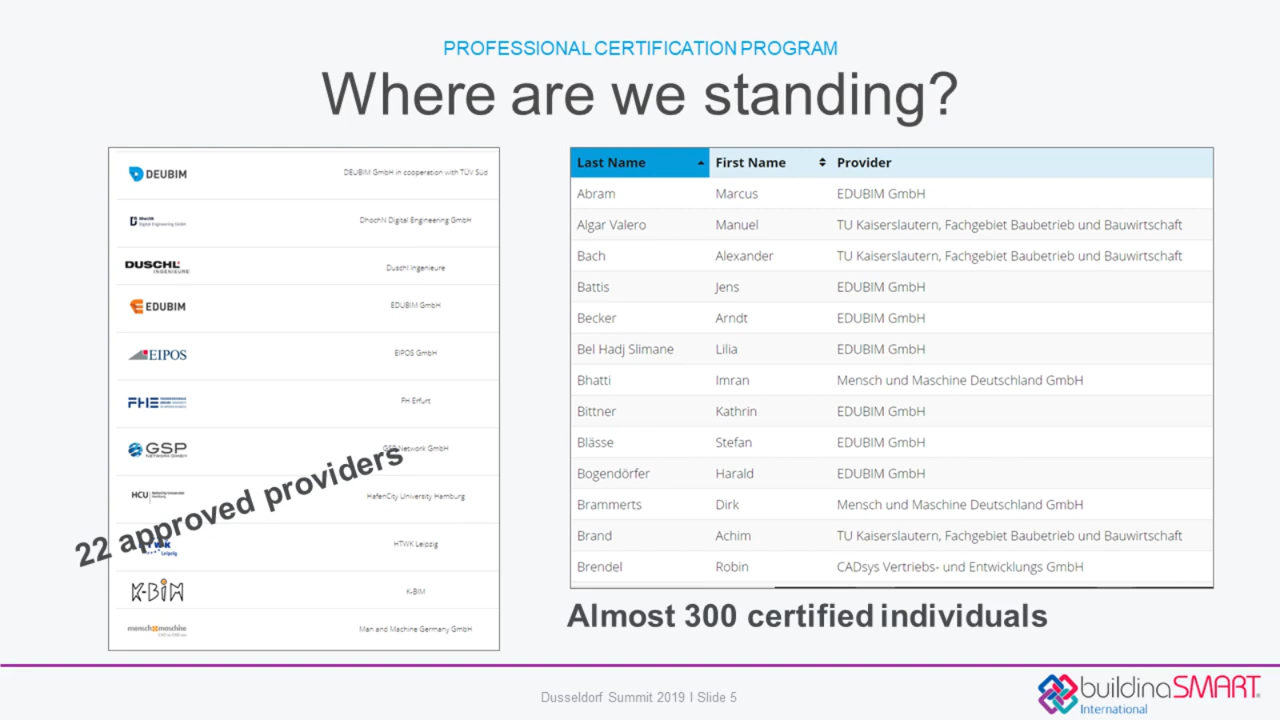 PROFESSIONAL CERTIFICATION PROGRAM
Where are we standing?
DEUBIM DEUBIM GmbH in cooperation with TÜV Süd
DhochN Digital Engineering GmbH
DUSCHL INGENIEURE Duschl Ingenieure
EDUBIM EDUBIM GmbH
EIPOS EIPOS GmbH
FHE FH Erfurt
GSP NETWORK GMBH GSP Network GmbH
HCU HafenCity University Hamburg
HTWK Leipzig
K-BIM K-BIM
mensch maschine Man and Machine Germany GmbH
22 approved providers
Last Name First Name Provider
Abram Marcus EDUBIM GmbH
Algar Valero Manuel TU Kaiserslautern, Fachgebiet Baubetrieb und Bauwirtschaft
Bach Alexander TU Kaiserslautern, Fachgebiet Baubetrieb und Bauwirtschaft
Battis Jens EDUBIM GmbH
Becker Arndt EDUBIM GmbH
Bel Hadj Slimane Lilia EDUBIM GmbH
Bhatti Imran Mensch und Maschine Deutschland GmbH
Bittner Kathrin EDUBIM GmbH
Blässe Stefan EDUBIM GmbH
Bogendörfer Harald EDUBIM GmbH
Brammerts Dirk Mensch und Maschine Deutschland GmbH
Brand Achim TU Kaiserslautern, Fachgebiet Baubetrieb und Bauwirtschaft
Brendel Robin CADsys Vertriebs- und Entwicklungs GmbH
Almost 300 certified individuals
Dusseldorf Summit 2019 I Slide 5
buildingSMART®
International